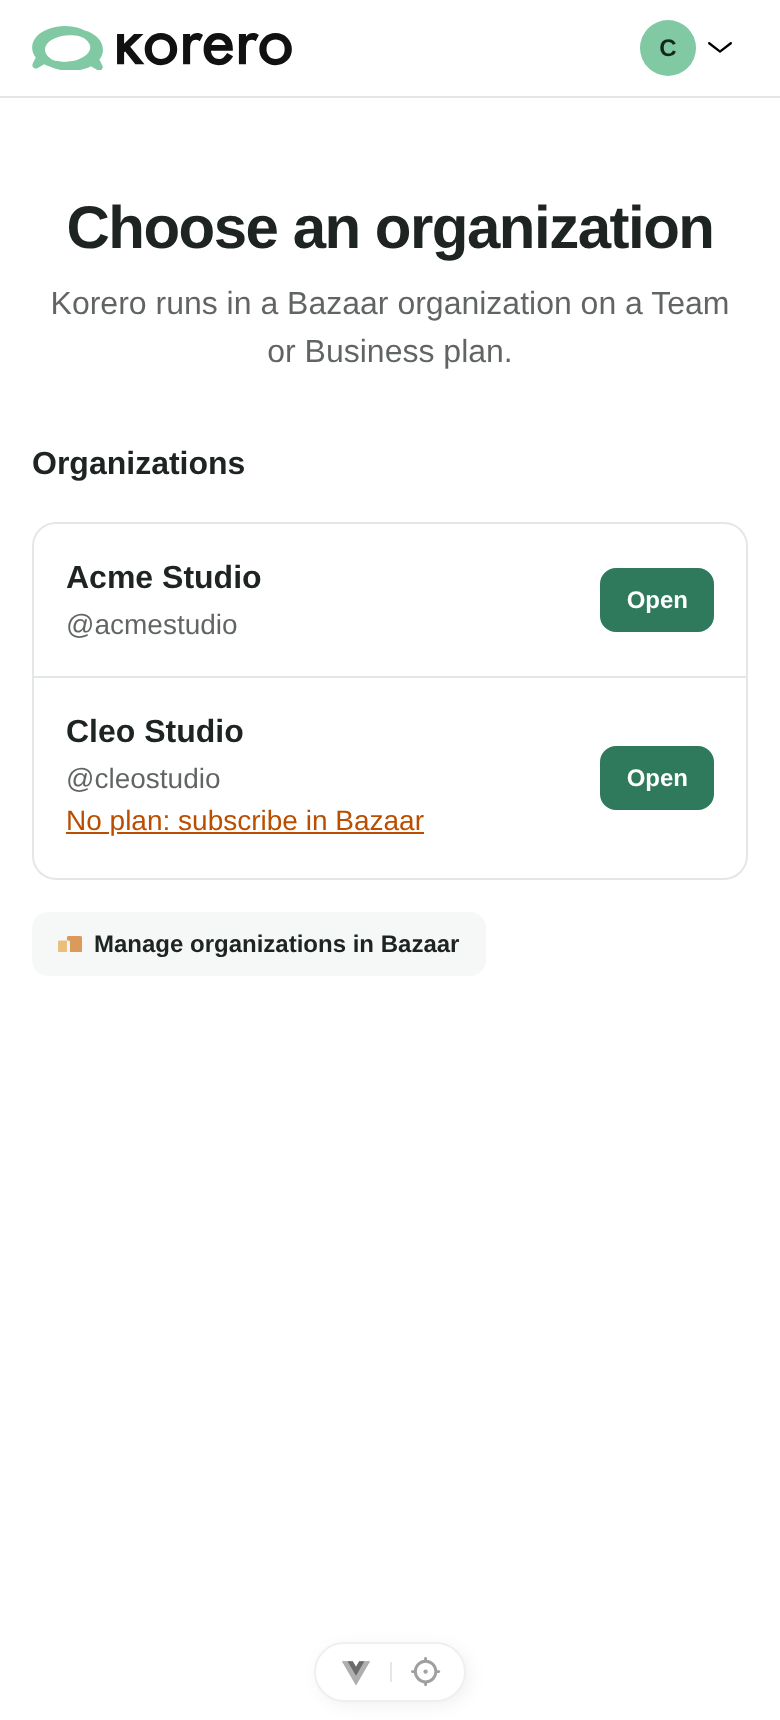 korero
C
Choose an organization
Korero runs in a Bazaar organization on a Team
or Business plan.
Organizations
Acme Studio
@acmestudio
Open
Cleo Studio
@cleostudio
No plan: subscribe in Bazaar
Open
Manage organizations in Bazaar